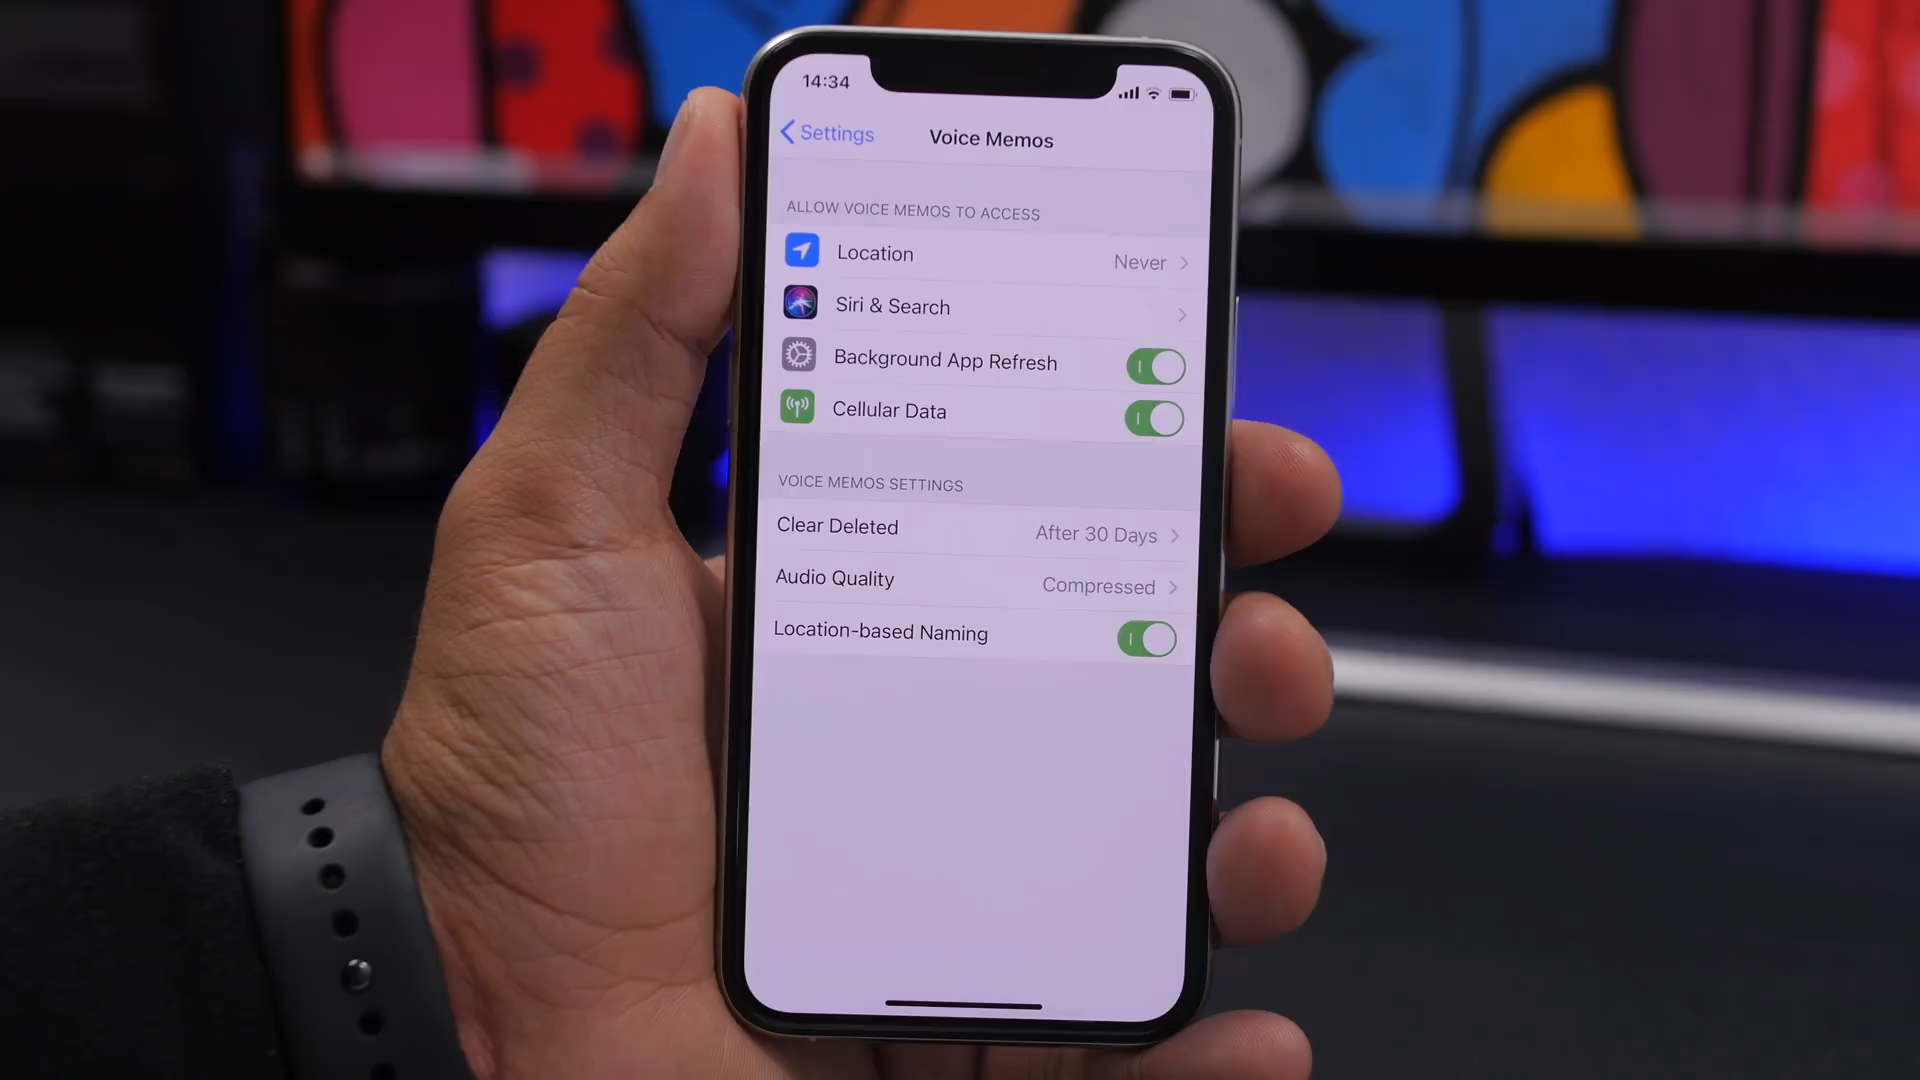 14:34
Settings
Voice Memos
ALLOW VOICE MEMOS TO ACCESS
Location Never
Siri & Search
Background App Refresh
Cellular Data
VOICE MEMOS SETTINGS
Clear Deleted After 30 Days
Audio Quality Compressed
Location-based Naming